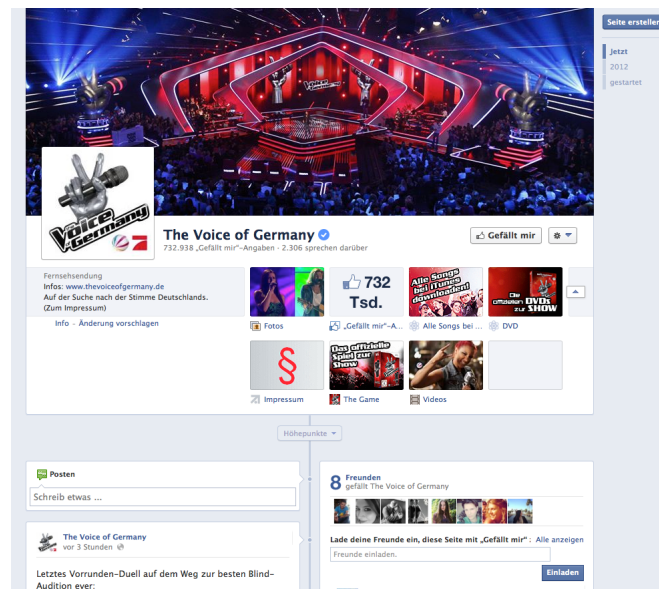 Seite erstellen
Jetzt
2012
gestartet
The Voice of Germany
The Voice of Germany
732.938 „Gefällt mir“-Angaben · 2.306 sprechen darüber
Gefällt mir
Fernsehsendung
Infos: www.thevoiceofgermany.de
Auf der Suche nach der Stimme Deutschlands.
(Zum Impressum)
Info – Änderung vorschlagen
732
Tsd.
Alle Songs
bei iTunes
downloaden!
Die
offiziellen DVDs
zur SHOW
Fotos
„Gefällt mir“-A...
Alle Songs bei ...
DVD
§
Das offizielle
Spiel zur
Show
Impressum
The Game
Videos
Höhepunkte
Posten
Schreib etwas ...
The Voice of Germany
vor 3 Stunden
Letztes Vorrunden-Duell auf dem Weg zur besten Blind-
Audition ever:
8 Freunden
gefällt The Voice of Germany
Lade deine Freunde ein, diese Seite mit „Gefällt mir“ : Alle anzeigen
Freunde einladen.
Einladen